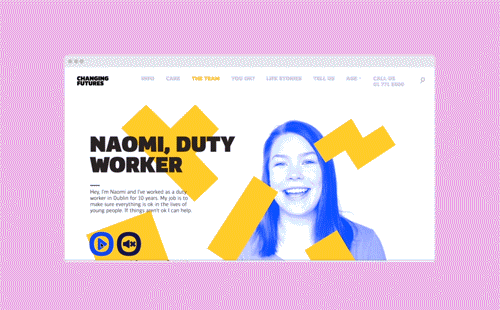 CHANGING
FUTURES
CARE
THE TEAM
YOU OK?
LIFE STORIES
TELL US
CALL US
01 771 5600
NAOMI, DUTY
WORKER
Hey, I'm Naomi and I've worked as a duty
worker in Dublin for 10 years. My job is to
make sure everything is ok in the lives of
young people. If things aren't ok I can help.